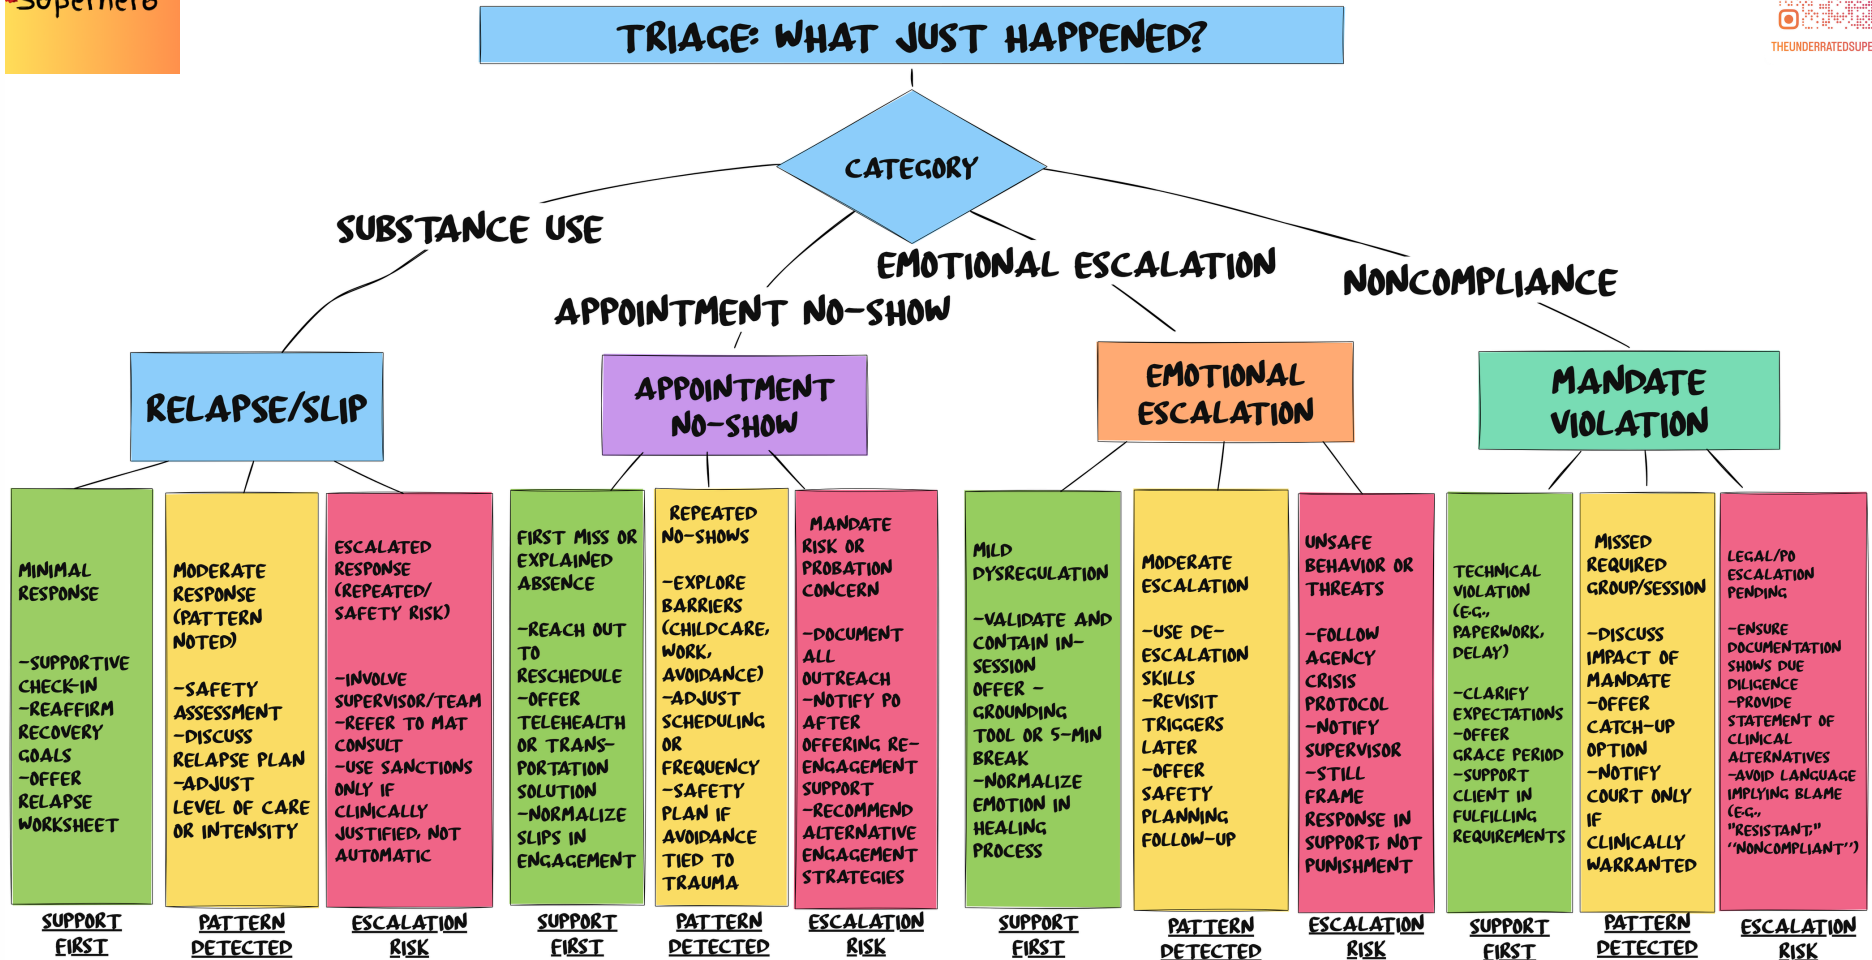 Superhero
TRIAGE: WHAT JUST HAPPENED?
THEUNDERRATEDSUPE
CATEGORY
SUBSTANCE USE
APPOINTMENT NO-SHOW
EMOTIONAL ESCALATION
NONCOMPLIANCE
RELAPSE/SLIP
MINIMAL
RESPONSE
-SUPPORTIVE
CHECK-IN
-REAFFIRM
RECOVERY
GOALS
-OFFER
RELAPSE
WORKSHEET
SUPPORT
FIRST
MODERATE
RESPONSE
(PATTERN
NOTED)
-SAFETY
ASSESSMENT
-DISCUSS
RELAPSE PLAN
-ADJUST
LEVEL OF CARE
OR INTENSITY
PATTERN
DETECTED
ESCALATED
RESPONSE
(REPEATED/
SAFETY RISK)
-INVOLVE
SUPERVISOR/TEAM
-REFER TO MAT
CONSULT
-USE SANCTIONS
ONLY IF
CLINICALLY
JUSTIFIED, NOT
AUTOMATIC
ESCALATION
RISK
APPOINTMENT
NO-SHOW
FIRST MISS OR
EXPLAINED
ABSENCE
-REACH OUT
TO
RESCHEDULE
-OFFER
TELEHEALTH
OR TRANS-
PORTATION
SOLUTION
-NORMALIZE
SLIPS IN
ENGAGEMENT
SUPPORT
FIRST
REPEATED
NO-SHOWS
-EXPLORE
BARRIERS
(CHILDCARE,
WORK,
AVOIDANCE)
-ADJUST
SCHEDULING
OR
FREQUENCY
-SAFETY
PLAN IF
AVOIDANCE
TIED TO
TRAUMA
PATTERN
DETECTED
MANDATE
RISK OR
PROBATION
CONCERN
-DOCUMENT
ALL
OUTREACH
-NOTIFY PO
AFTER
OFFERING RE-
ENGAGEMENT
SUPPORT
-RECOMMEND
ALTERNATIVE
ENGAGEMENT
STRATEGIES
ESCALATION
RISK
EMOTIONAL
ESCALATION
MILD
DYSREGULATION
-VALIDATE AND
CONTAIN IN-
SESSION
OFFER -
GROUNDING
TOOL OR 5-MIN
BREAK
-NORMALIZE
EMOTION IN
HEALING
PROCESS
SUPPORT
FIRST
MODERATE
ESCALATION
-USE DE-
ESCALATION
SKILLS
-REVISIT
TRIGGERS
LATER
-OFFER
SAFETY
PLANNING
FOLLOW-UP
PATTERN
DETECTED
UNSAFE
BEHAVIOR OR
THREATS
-FOLLOW
AGENCY
CRISIS
PROTOCOL
-NOTIFY
SUPERVISOR
-STILL
FRAME
RESPONSE IN
SUPPORT, NOT
PUNISHMENT
ESCALATION
RISK
MANDATE
VIOLATION
TECHNICAL
VIOLATION
(E.G.,
PAPERWORK,
DELAY)
-CLARIFY
EXPECTATIONS
-OFFER
GRACE PERIOD
-SUPPORT
CLIENT IN
FULFILLING
REQUIREMENTS
SUPPORT
FIRST
MISSED
REQUIRED
GROUP/SESSION
-DISCUSS
IMPACT OF
MANDATE
-OFFER
CATCH-UP
OPTION
-NOTIFY
COURT ONLY
IF
CLINICALLY
WARRANTED
PATTERN
DETECTED
LEGAL/PO
ESCALATION
PENDING
-ENSURE
DOCUMENTATION
SHOWS DUE
DILIGENCE
-PROVIDE
STATEMENT OF
CLINICAL
ALTERNATIVES
-AVOID LANGUAGE
IMPLYING BLAME
(E.G.,
"RESISTANT,"
"NONCOMPLIANT")
ESCALATION
RISK